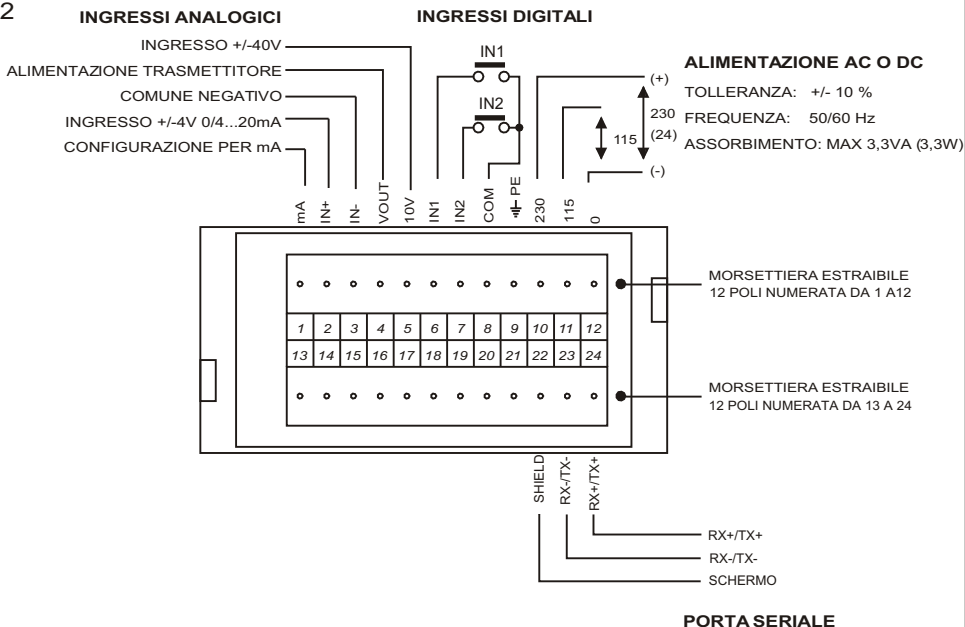 2
INGRESSI ANALOGICI
INGRESSO +/-40V
ALIMENTAZIONE TRASMETTITORE
COMUNE NEGATIVO
INGRESSO +/-4V 0/4...20mA
CONFIGURAZIONE PER mA
INGRESSI DIGITALI
IN1
IN2
ALIMENTAZIONE AC O DC
TOLLERANZA: +/- 10 %
FREQUENZA: 50/60 Hz
ASSORBIMENTO: MAX 3,3VA (3,3W)
(+)
230
(24)
115
(-)
mA
IN+
IN-
VOUT
10V
IN1
IN2
COM
PE
230
115
0
MORSETTIERA ESTRAIBILE
12 POLI NUMERATA DA 1 A12
1 2 3 4 5 6 7 8 9 10 11 12
13 14 15 16 17 18 19 20 21 22 23 24
MORSETTIERA ESTRAIBILE
12 POLI NUMERATA DA 13 A 24
SHIELD
RX-/TX-
RX+/TX+
RX+/TX+
RX-/TX-
SCHERMO
PORTA SERIALE